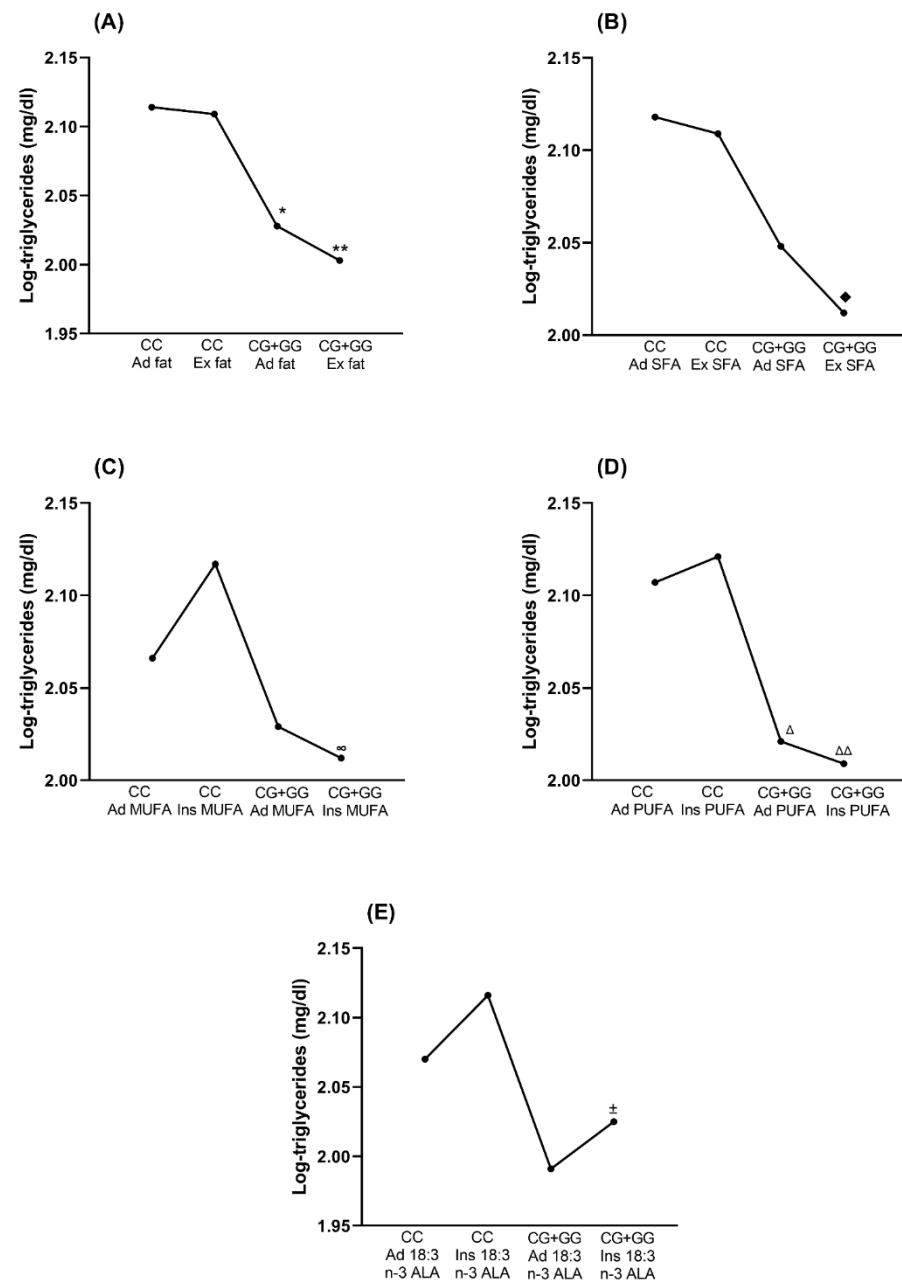 (A)
Log-triglycerides (mg/dl)
2.15
2.10
2.05
2.00
1.95
*
**
CC CC CG+GG CG+GG
Ad fat Ex fat Ad fat Ex fat
(B)
Log-triglycerides (mg/dl)
2.15
2.10
2.05
2.00
◆
CC CC CG+GG CG+GG
Ad SFA Ex SFA Ad SFA Ex SFA
(C)
Log-triglycerides (mg/dl)
2.15
2.10
2.05
2.00
∞
CC CC CG+GG CG+GG
Ad MUFA Ins MUFA Ad MUFA Ins MUFA
(D)
Log-triglycerides (mg/dl)
2.15
2.10
2.05
2.00
Δ
ΔΔ
CC CC CG+GG CG+GG
Ad PUFA Ins PUFA Ad PUFA Ins PUFA
(E)
Log-triglycerides (mg/dl)
2.15
2.10
2.05
2.00
1.95
±
CC CC CG+GG CG+GG
Ad 18:3 Ins 18:3 Ad 18:3 Ins 18:3
n-3 ALA n-3 ALA n-3 ALA n-3 ALA